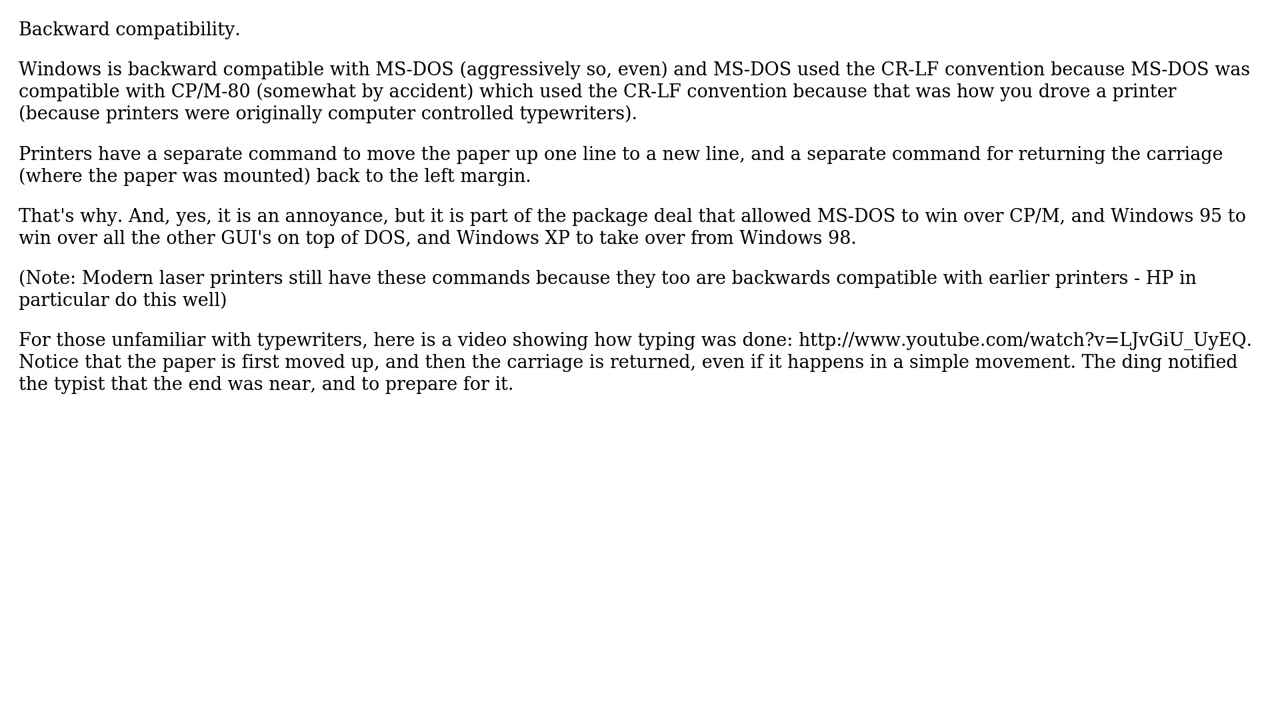 Backward compatibility.
Windows is backward compatible with MS-DOS (aggressively so, even) and MS-DOS used the CR-LF convention because MS-DOS was
compatible with CP/M-80 (somewhat by accident) which used the CR-LF convention because that was how you drove a printer
(because printers were originally computer controlled typewriters).
Printers have a separate command to move the paper up one line to a new line, and a separate command for returning the carriage
(where the paper was mounted) back to the left margin.
That's why. And, yes, it is an annoyance, but it is part of the package deal that allowed MS-DOS to win over CP/M, and Windows 95 to
win over all the other GUI's on top of DOS, and Windows XP to take over from Windows 98.
(Note: Modern laser printers still have these commands because they too are backwards compatible with earlier printers - HP in
particular do this well)
For those unfamiliar with typewriters, here is a video showing how typing was done: http://www.youtube.com/watch?v=LJvGiU_UyEQ.
Notice that the paper is first moved up, and then the carriage is returned, even if it happens in a simple movement. The ding notified
the typist that the end was near, and to prepare for it.